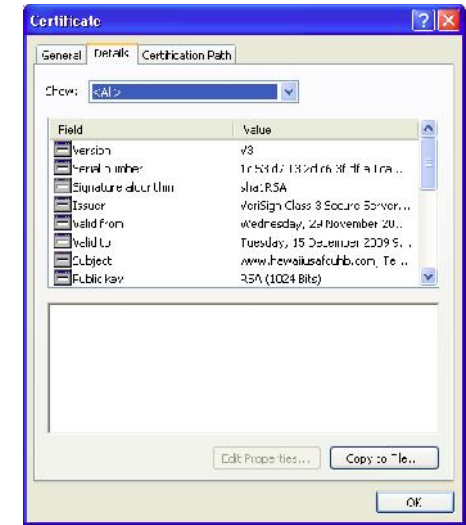 Certificate
General Details Certification Path
Show: <All>
Field Value
Version V3
Serial number
Signature algorithm sha1RSA
Issuer VeriSign Class 3 Secure Server...
Valid from Wednesday, 29 November 20...
Valid to Tuesday, 15 December 2009 9...
Subject Te...
Public key RSA (1024 Bits)
Edit Properties... Copy to File...
OK